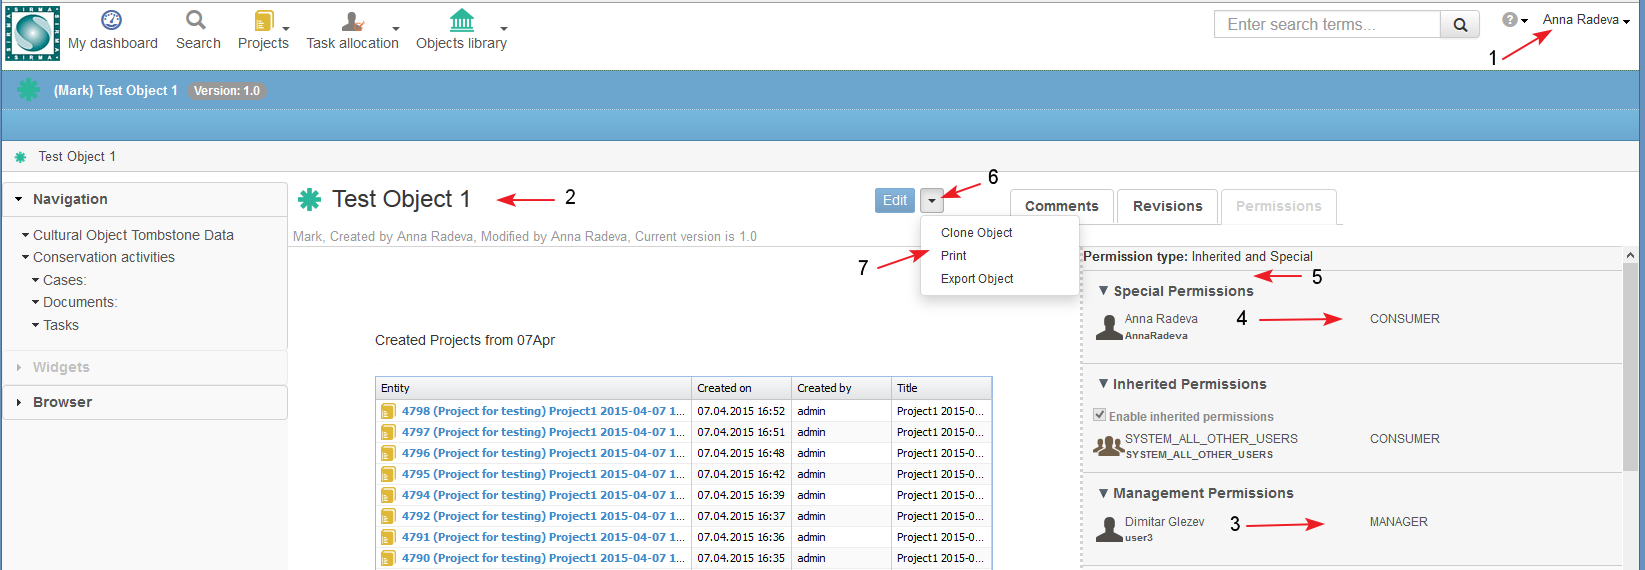 SIRMA
SIRMA
SIRMA
SIRMA
My dashboard
Search
Projects
Task allocation
Objects library
Enter search terms...
?
Anna Radeva
1
(Mark) Test Object 1 Version: 1.0
Test Object 1
Navigation
Cultural Object Tombstone Data
Conservation activities
Cases:
Documents:
Tasks
Widgets
Browser
Test Object 1
2
Edit
6
Mark, Created by Anna Radeva, Modified by Anna Radeva, Current version is 1.0
Clone Object
7 Print
Export Object
Created Projects from 07Apr
Entity Created on Created by Title
4798 (Project for testing) Project1 2015-04-07 1... 07.04.2015 16:52 admin Project1 2015-0...
4797 (Project for testing) Project1 2015-04-07 1... 07.04.2015 16:51 admin Project1 2015-0...
4796 (Project for testing) Project1 2015-04-07 1... 07.04.2015 16:48 admin Project1 2015-0...
4795 (Project for testing) Project1 2015-04-07 1... 07.04.2015 16:42 admin Project1 2015-0...
4794 (Project for testing) Project1 2015-04-07 1... 07.04.2015 16:39 admin Project1 2015-0...
4792 (Project for testing) Project1 2015-04-07 1... 07.04.2015 16:37 admin Project1 2015-0...
4791 (Project for testing) Project1 2015-04-07 1... 07.04.2015 16:36 admin Project1 2015-0...
4790 (Project for testing) Project1 2015-04-07 1... 07.04.2015 16:35 admin Project1 2015-0...
Comments
Revisions
Permissions
Permission type: Inherited and Special
5
Special Permissions
Anna Radeva 4 CONSUMER
AnnaRadeva
Inherited Permissions
Enable inherited permissions
SYSTEM_ALL_OTHER_USERS CONSUMER
SYSTEM_ALL_OTHER_USERS
Management Permissions
Dimitar Glezev 3 MANAGER
user3